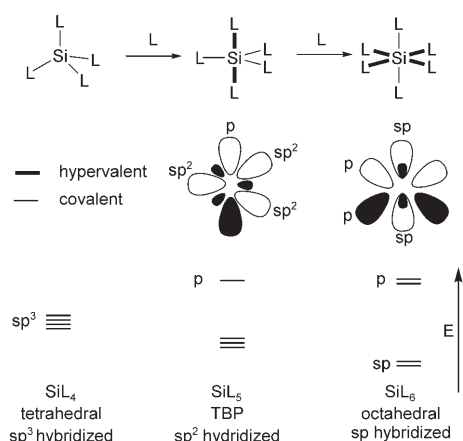 L
L
L
L
Si
L
L
L
Si
L
L
L
L
L
L
Si
L
L
L
L
L
p
sp2
sp2
sp2
sp
p
p
sp
hypervalent
covalent
p
p
sp3
sp
E
SiL4
tetrahedral
sp3 hybridized
SiL5
TBP
sp2 hydridized
SiL6
octahedral
sp hybridized